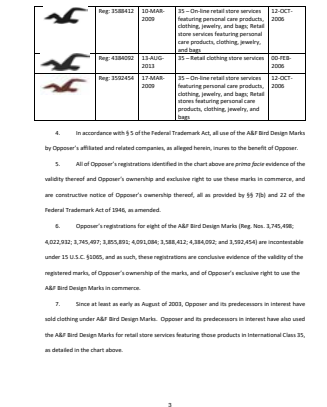 Reg: 3588412
10-MAR-
2009
35 – On-line retail store services
featuring personal care products,
clothing, jewelry, and bags; Retail
store services featuring personal
care products, clothing, jewelry,
and bags
12-OCT-
2006
Reg: 4384092
13-AUG-
2013
35 – Retail clothing store services
00-FEB-
2006
Reg: 3592454
17-MAR-
2009
35 – On-line retail store services
featuring personal care products,
clothing, jewelry, and bags; Retail
stores featuring personal care
products, clothing, jewelry, and
bags
12-OCT-
2006
4. In accordance with § 5 of the Federal Trademark Act, all use of the A&F Bird Design Marks
by Opposer's affiliated and related companies, as alleged herein, inures to the benefit of Opposer.
5. All of Opposer's registrations identified in the chart above are prima facie evidence of the
validity thereof and Opposer's ownership and exclusive right to use these marks in commerce, and
are constructive notice of Opposer's ownership thereof, all as provided by §§ 7(b) and 22 of the
Federal Trademark Act of 1946, as amended.
6. Opposer's registrations for eight of the A&F Bird Design Marks (Reg. Nos. 3,745,498;
4,022,932; 3,745,497; 3,855,891; 4,091,084; 3,588,412; 4,384,092; and 3,592,454) are incontestable
under 15 U.S.C. §1065, and as such, these registrations are conclusive evidence of the validity of the
registered marks, of Opposer's ownership of the marks, and of Opposer's exclusive right to use the
A&F Bird Design Marks in commerce.
7. Since at least as early as August of 2003, Opposer and its predecessors in interest have
sold clothing under A&F Bird Design Marks. Opposer and its predecessors in interest have also used
the A&F Bird Design Marks for retail store services featuring those products in International Class 35,
as detailed in the chart above.
3